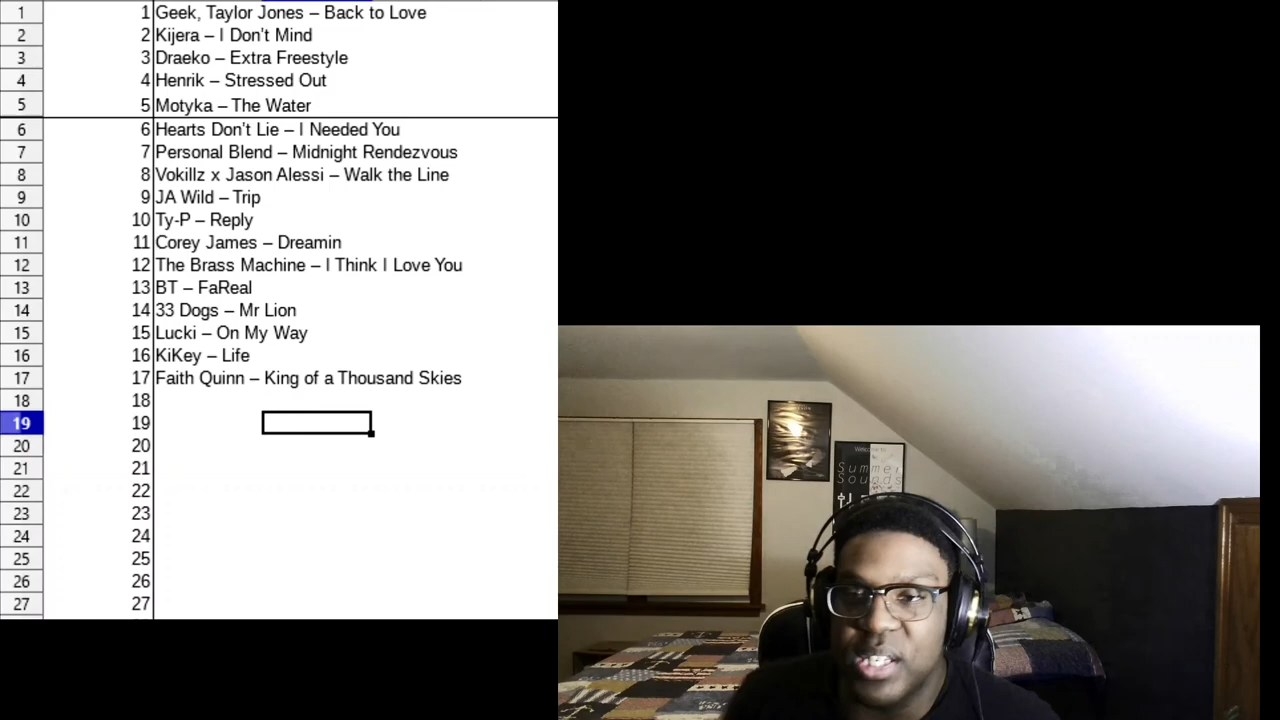 1 1 Geek, Taylor Jones – Back to Love
2 2 Kijera – I Don’t Mind
3 3 Draeko – Extra Freestyle
4 4 Henrik – Stressed Out
5 5 Motyka – The Water
6 6 Hearts Don’t Lie – I Needed You
7 7 Personal Blend – Midnight Rendezvous
8 8 Vokillz x Jason Alessi – Walk the Line
9 9 JA Wild – Trip
10 10 Ty-P – Reply
11 11 Corey James – Dreamin
12 12 The Brass Machine – I Think I Love You
13 13 BT – FaReal
14 14 33 Dogs – Mr Lion
15 15 Lucki – On My Way
16 16 KiKey – Life
17 17 Faith Quinn – King of a Thousand Skies
18 18
19 19
20 20
21 21
22 22
23 23
24 24
25 25
26 26
27 27
Welcome to
Summer
Sounds